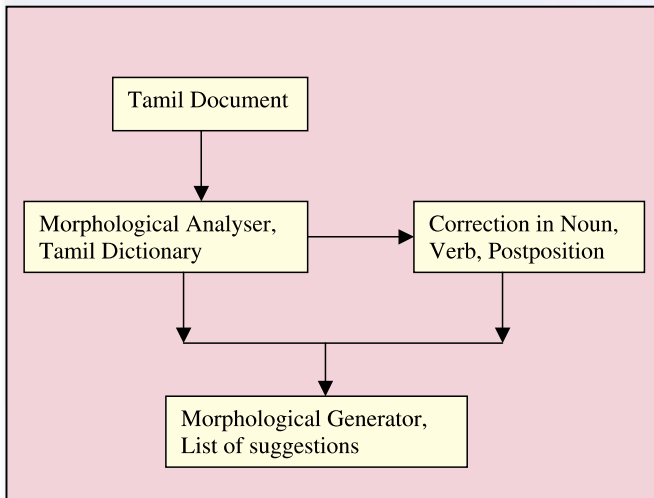 Tamil Document
Morphological Analyser,
Tamil Dictionary
Correction in Noun,
Verb, Postposition
Morphological Generator,
List of suggestions